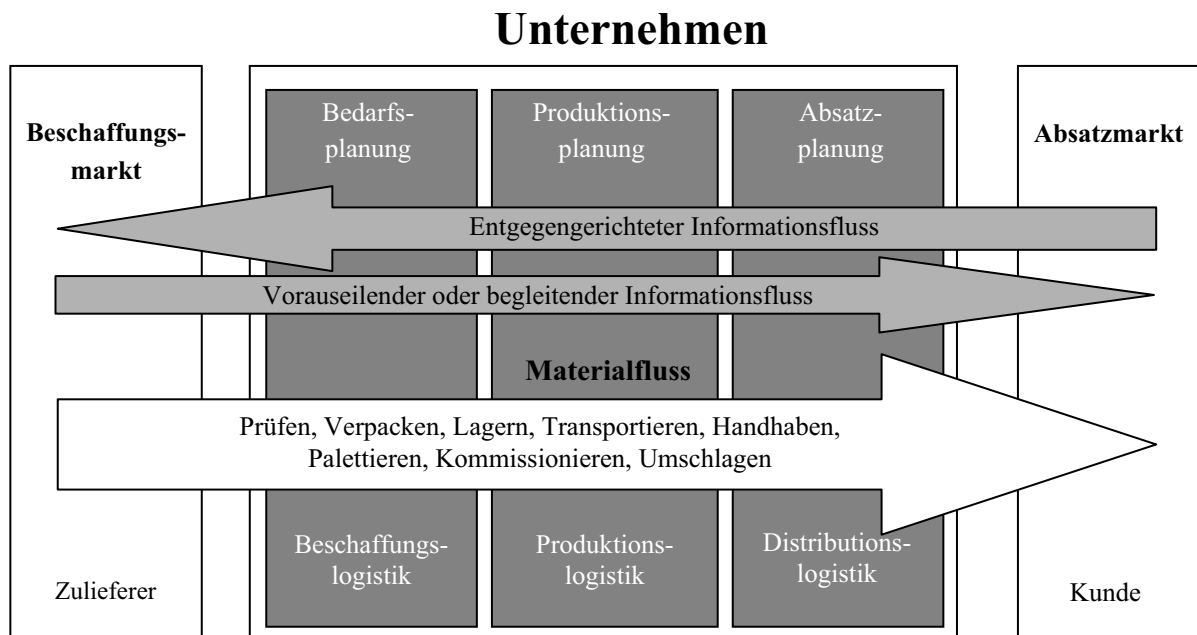 Unternehmen
Beschaffungs-
markt
Bedarfs-
planung
Produktions-
planung
Absatz-
planung
Absatzmarkt
Entgegengerichteter Informationsfluss
Vorauseilender oder begleitender Informationsfluss
Materialfluss
Prüfen, Verpacken, Lagern, Transportieren, Handhaben,
Palettieren, Kommissionieren, Umschlagen
Zulieferer
Beschaffungs-
logistik
Produktions-
logistik
Distributions-
logistik
Kunde